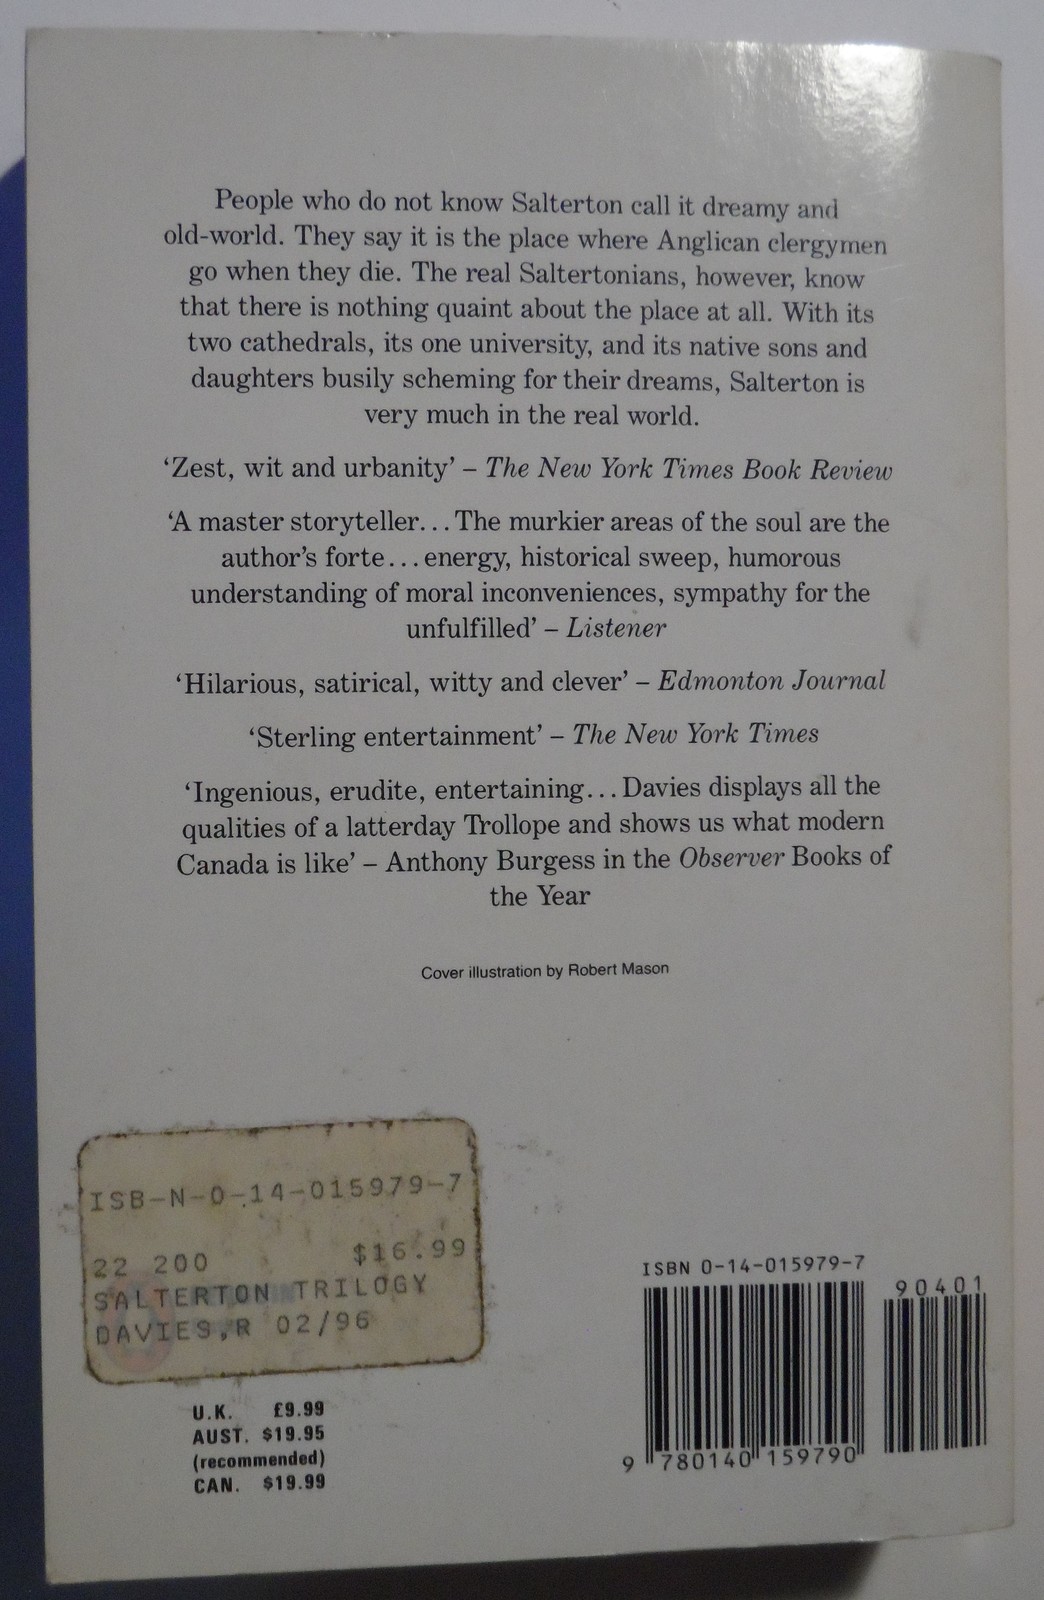 People who do not know Salterton call it dreamy and
old-world. They say it is the place where Anglican clergymen
go when they die. The real Saltertonians, however, know
that there is nothing quaint about the place at all. With its
two cathedrals, its one university, and its native sons and
daughters busily scheming for their dreams, Salterton is
very much in the real world.
‘Zest, wit and urbanity’ – The New York Times Book Review
‘A master storyteller... The murkier areas of the soul are the
author’s forte... energy, historical sweep, humorous
understanding of moral inconveniences, sympathy for the
unfulfilled’ – Listener
‘Hilarious, satirical, witty and clever’ – Edmonton Journal
‘Sterling entertainment’ – The New York Times
‘Ingenious, erudite, entertaining... Davies displays all the
qualities of a latterday Trollope and shows us what modern
Canada is like’ – Anthony Burgess in the Observer Books of
the Year
Cover illustration by Robert Mason
ISB-N-0-14-015979-7
22 200 $16.99
SALTERTON TRILOGY
DAVIES,R 02/96
U.K. £9.99
AUST. $19.95
(recommended)
CAN. $19.99
ISBN 0-14-015979-7
90401
9 780140 159790